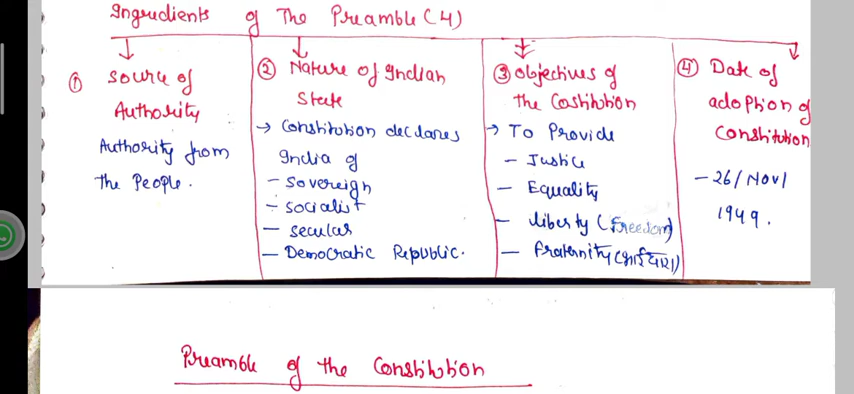 Ingredients of The Preamble (4)
① Source of
Authority
Authority from
the People.
② Nature of Indian
State
→ Constitution declares
India of
- Sovereign
- Socialist
- Secular
- Democratic Republic.
③ Objectives of
the Costitution
→ To Provide
- Justice
- Equality
- liberty (Freedom)
- fraternity (भाईचारा)
④ Date of
adoption of
Constitution
- 26/Nov/
1949.
Preamble of the Constitution